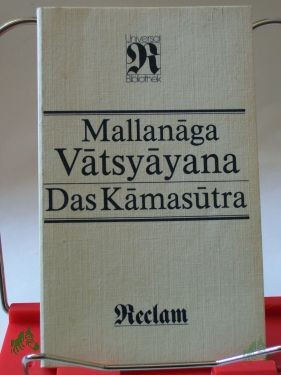 Universal
R
Bibliothek
Mallanāga
Vātsyāyana
Das Kāmasūtra
Reclam